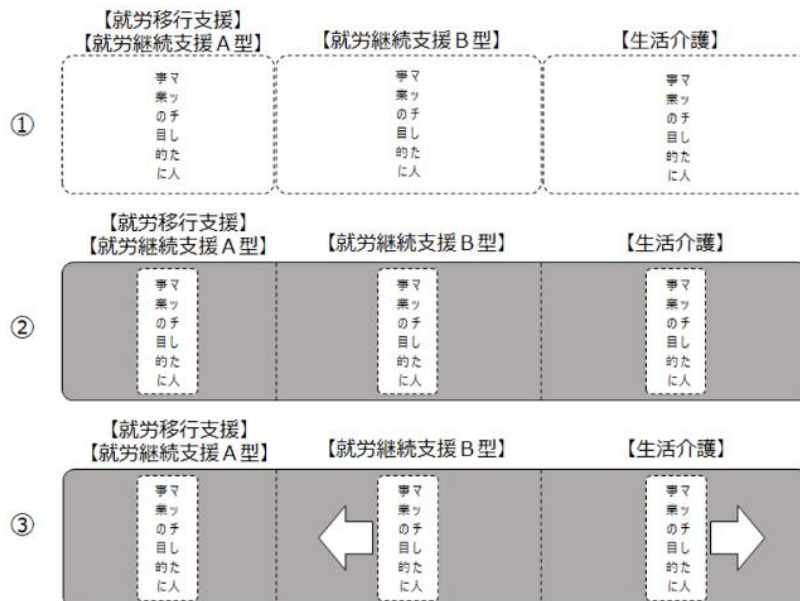 【就労移行支援】
【就労継続支援A型】
【就労継続支援B型】
【生活介護】
①
事業の目的に
マッチした人
事業の目的に
マッチした人
事業の目的に
マッチした人
【就労移行支援】
【就労継続支援A型】
【就労継続支援B型】
【生活介護】
②
事業の目的に
マッチした人
事業の目的に
マッチした人
事業の目的に
マッチした人
【就労移行支援】
【就労継続支援A型】
【就労継続支援B型】
【生活介護】
③
事業の目的に
マッチした人
事業の目的に
マッチした人
事業の目的に
マッチした人